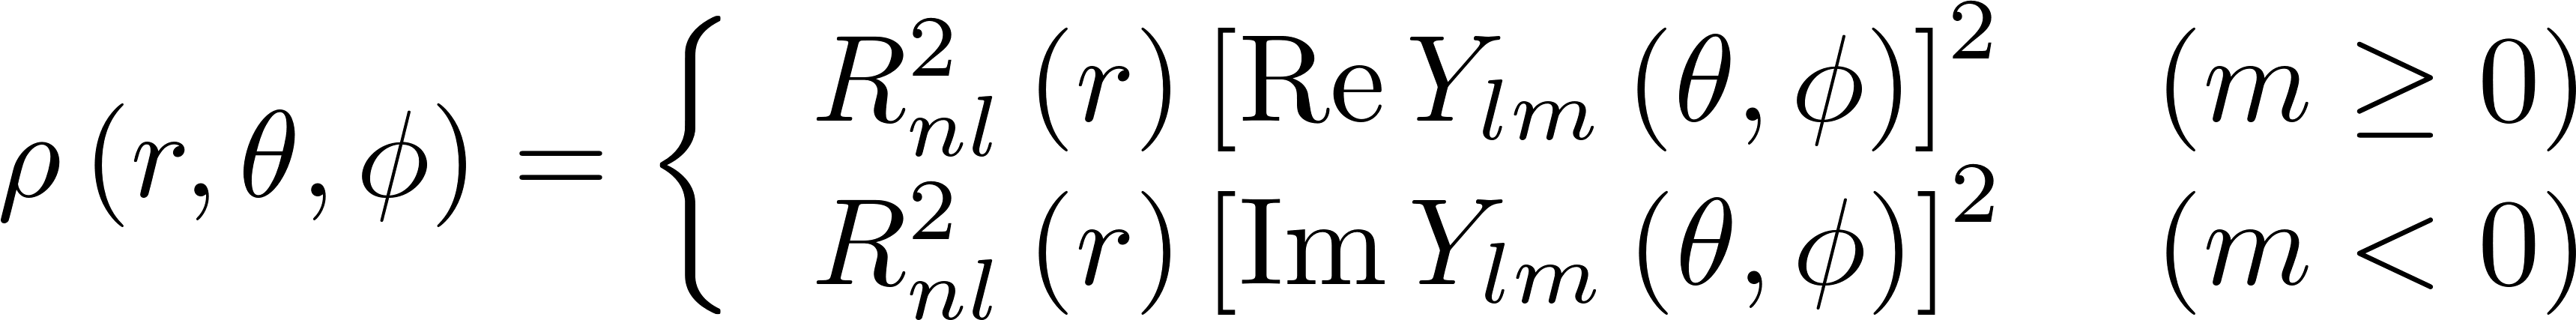 ρ (r, θ, ϕ) = { R²ₙₗ (r) [Re Yₗₘ (θ, ϕ)]² (m ≥ 0)
R²ₙₗ (r) [Im Yₗₘ (θ, ϕ)]² (m < 0)